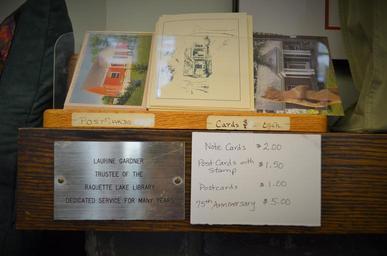 PostCards
Cards $
Each
LAURINE GARDNER
TRUSTEE OF THE
RAQUETTE LAKE LIBRARY
DEDICATED SERVICE FOR MANY YEARS
Note Cards $2.00
Post Cards with $1.50
Stamp
Postcards $1.00
75th Anniversary $5.00